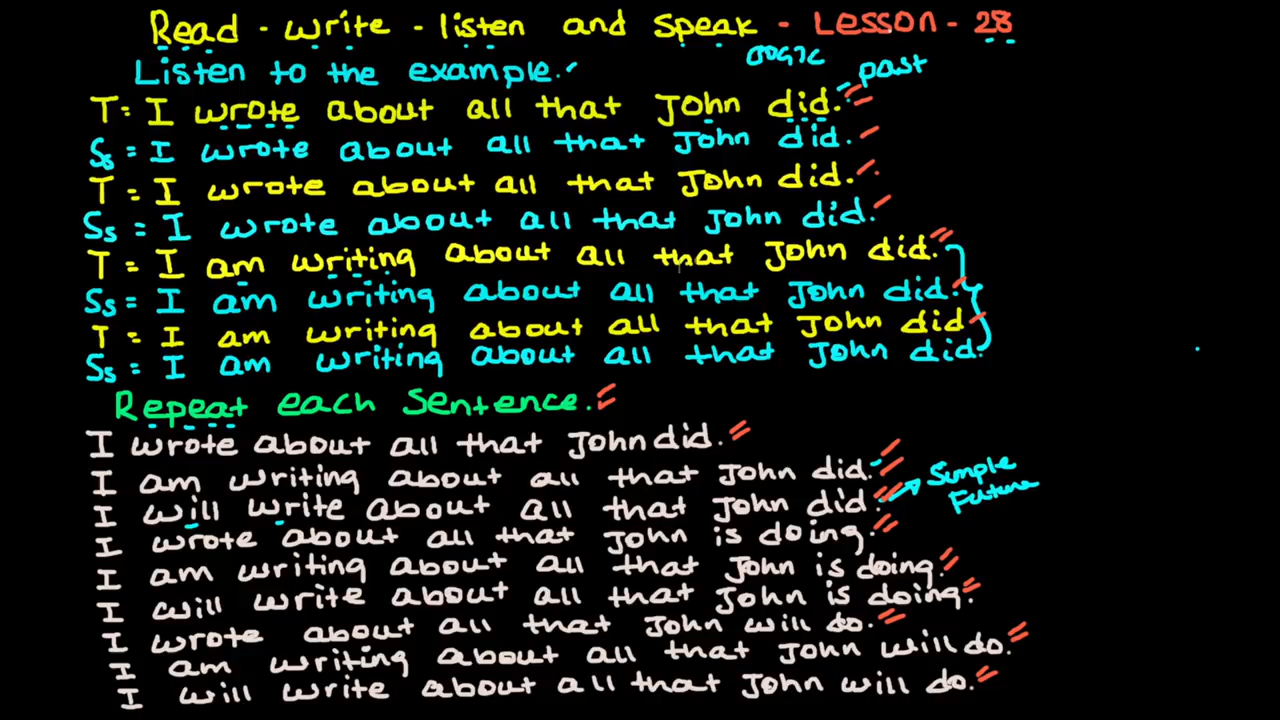 Read - write - listen and speak - Lesson - 28
Listen to the example.
past
T = I wrote about all that John did.
Ss = I wrote about all that John did.
T = I wrote about all that John did.
Ss = I wrote about all that John did.
T = I am writing about all that John did.
Ss = I am writing about all that John did.
T = I am writing about all that John did
Ss = I am writing about all that John did.
Repeat each sentence.
I wrote about all that John did.
I am writing about all that John did.
I will write about all that John did.
Simple
Future
I wrote about all that John is doing.
I am writing about all that John is doing.
I will write about all that John is doing.
I wrote about all that John will do.
I am writing about all that John will do.
I will write about all that John will do.